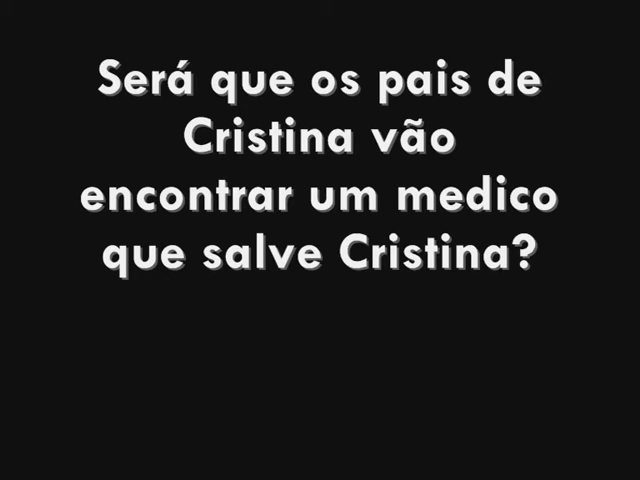 Será que os pais de
Cristina vão
encontrar um medico
que salve Cristina?